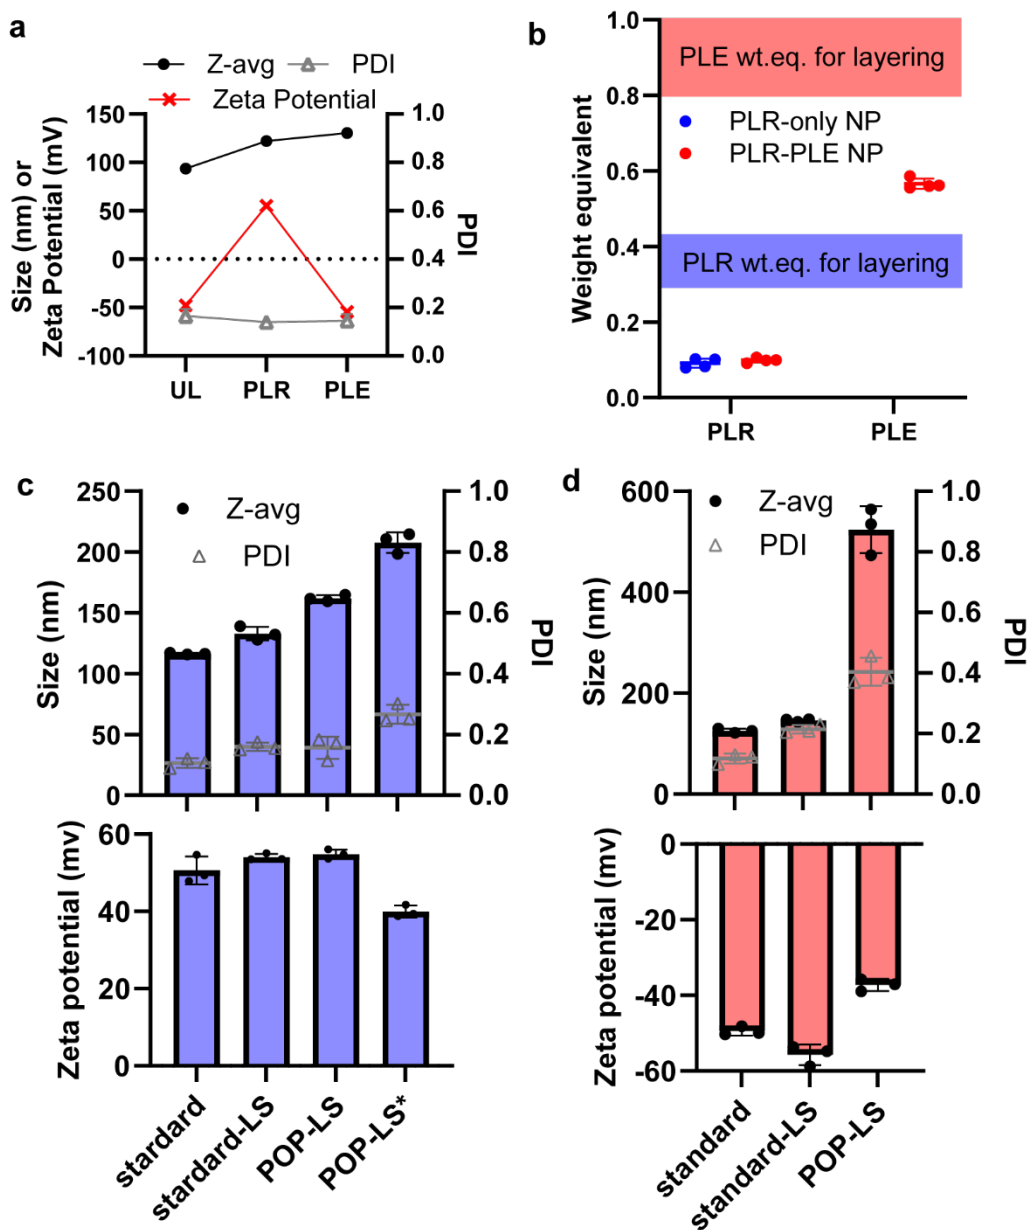 a
Z-avg
PDI
Zeta Potential
150
100
50
0
-50
-100
1.0
0.8
0.6
0.4
0.2
0.0
Size (nm) or
Zeta Potential (mV)
PDI
UL
PLR
PLE
b
1.0
0.8
0.6
0.4
0.2
0.0
Weight equivalent
PLE wt.eq. for layering
PLR-only NP
PLR-PLE NP
PLR wt.eq. for layering
PLR
PLE
c
Z-avg
PDI
250
200
150
100
50
0
1.0
0.8
0.6
0.4
0.2
0.0
Size (nm)
PDI
60
40
20
0
Zeta potential (mv)
stardard
stardard-LS
POP-LS
POP-LS*
d
Z-avg
PDI
600
400
200
0
1.0
0.8
0.6
0.4
0.2
0.0
Size (nm)
PDI
0
-20
-40
-60
Zeta potential (mv)
standard
standard-LS
POP-LS